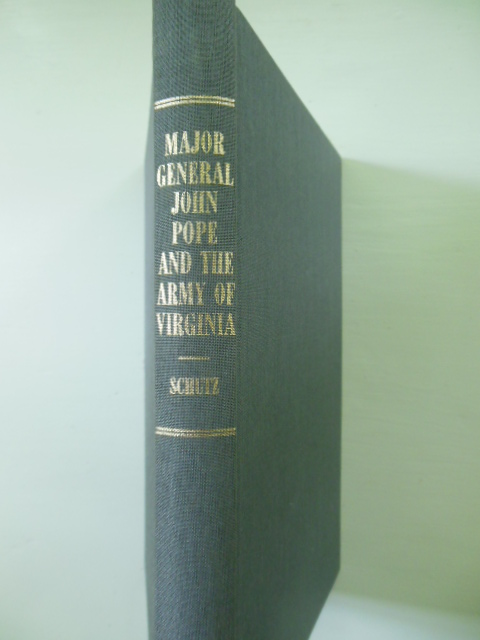 MAJOR
GENERAL
JOHN
POPE
AND THE
ARMY OF
VIRGINIA
SCHUTZ